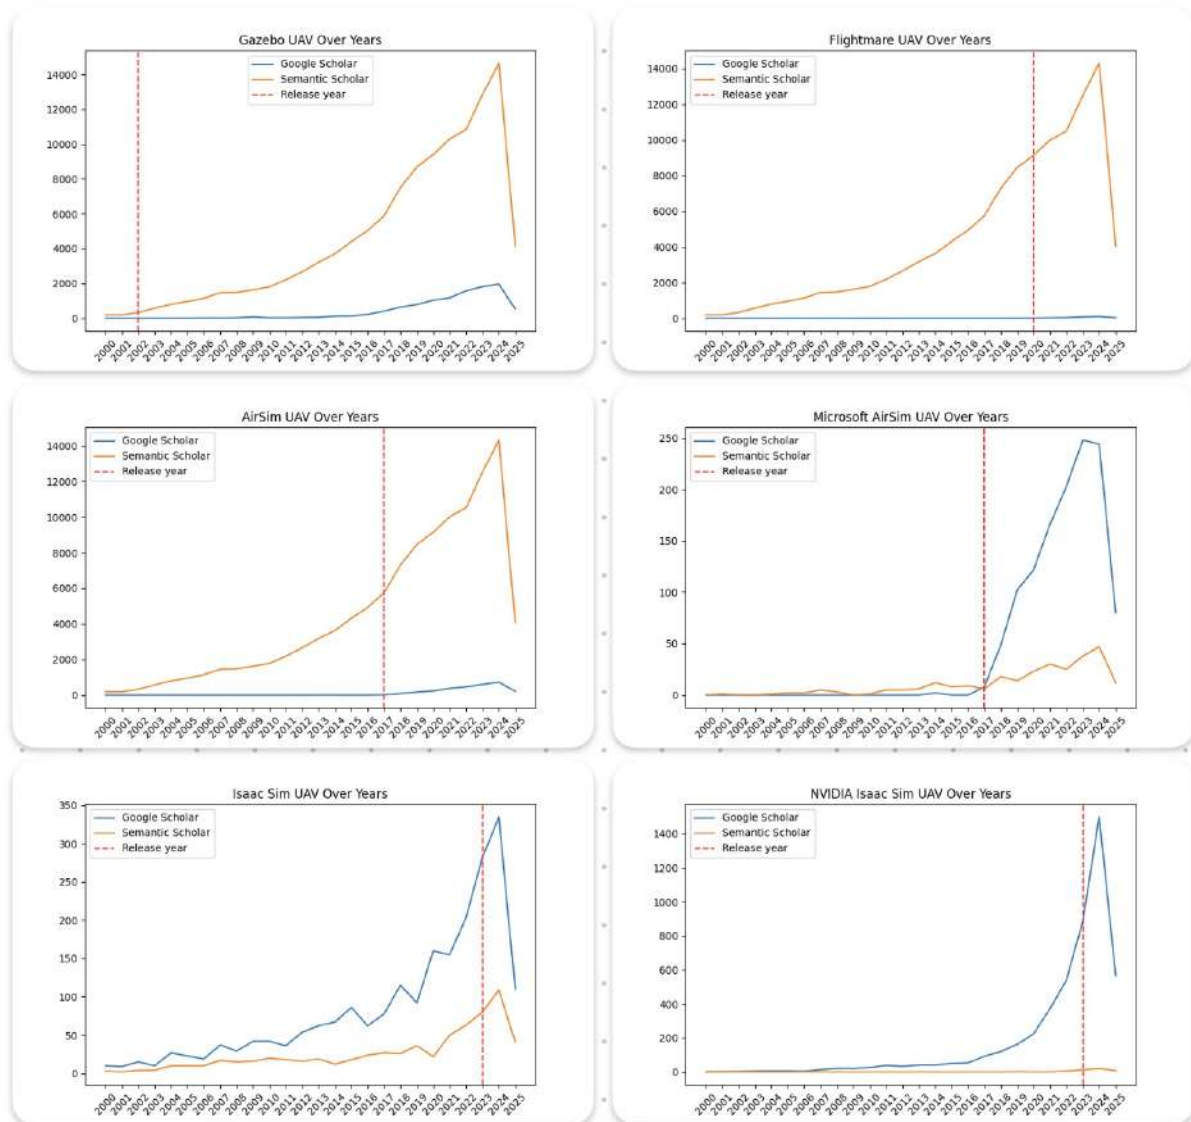 Gazebo UAV Over Years
Google Scholar
Semantic Scholar
Release year
14000
12000
10000
8000
6000
4000
2000
0
2000 2001 2002 2003 2004 2005 2006 2007 2008 2009 2010 2011 2012 2013 2014 2015 2016 2017 2018 2019 2020 2021 2022 2023 2024 2025
Flightmare UAV Over Years
Google Scholar
Semantic Scholar
Release year
14000
12000
10000
8000
6000
4000
2000
0
2000 2001 2002 2003 2004 2005 2006 2007 2008 2009 2010 2011 2012 2013 2014 2015 2016 2017 2018 2019 2020 2021 2022 2023 2024 2025
AirSim UAV Over Years
Google Scholar
Semantic Scholar
Release year
14000
12000
10000
8000
6000
4000
2000
0
2000 2001 2002 2003 2004 2005 2006 2007 2008 2009 2010 2011 2012 2013 2014 2015 2016 2017 2018 2019 2020 2021 2022 2023 2024 2025
Microsoft AirSim UAV Over Years
Google Scholar
Semantic Scholar
Release year
250
200
150
100
50
0
2000 2001 2002 2003 2004 2005 2006 2007 2008 2009 2010 2011 2012 2013 2014 2015 2016 2017 2018 2019 2020 2021 2022 2023 2024 2025
Isaac Sim UAV Over Years
Google Scholar
Semantic Scholar
Release year
350
300
250
200
150
100
50
0
2000 2001 2002 2003 2004 2005 2006 2007 2008 2009 2010 2011 2012 2013 2014 2015 2016 2017 2018 2019 2020 2021 2022 2023 2024 2025
NVIDIA Isaac Sim UAV Over Years
Google Scholar
Semantic Scholar
Release year
1400
1200
1000
800
600
400
200
0
2000 2001 2002 2003 2004 2005 2006 2007 2008 2009 2010 2011 2012 2013 2014 2015 2016 2017 2018 2019 2020 2021 2022 2023 2024 2025